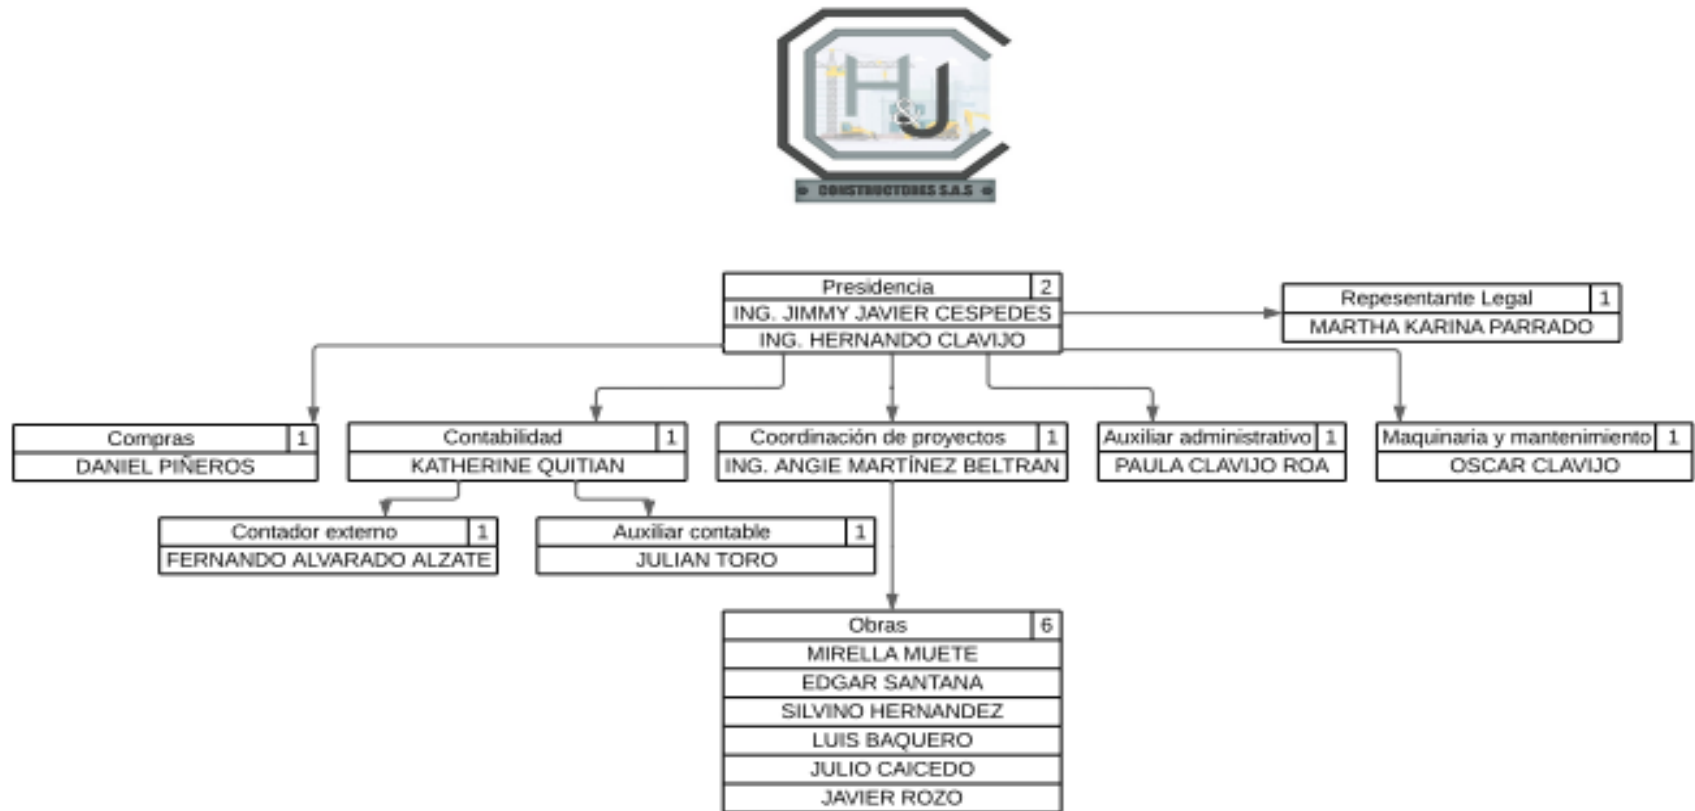 H & J
CONSTRUCTORES S.A.S
Presidencia 2
ING. JIMMY JAVIER CESPEDES
ING. HERNANDO CLAVIJO
Repesentante Legal 1
MARTHA KARINA PARRADO
Compras 1
DANIEL PIÑEROS
Contabilidad 1
KATHERINE QUITIAN
Coordinación de proyectos 1
ING. ANGIE MARTÍNEZ BELTRAN
Auxiliar administrativo 1
PAULA CLAVIJO ROA
Maquinaria y mantenimiento 1
OSCAR CLAVIJO
Contador externo 1
FERNANDO ALVARADO ALZATE
Auxiliar contable 1
JULIAN TORO
Obras 6
MIRELLA MUETE
EDGAR SANTANA
SILVINO HERNANDEZ
LUIS BAQUERO
JULIO CAICEDO
JAVIER ROZO